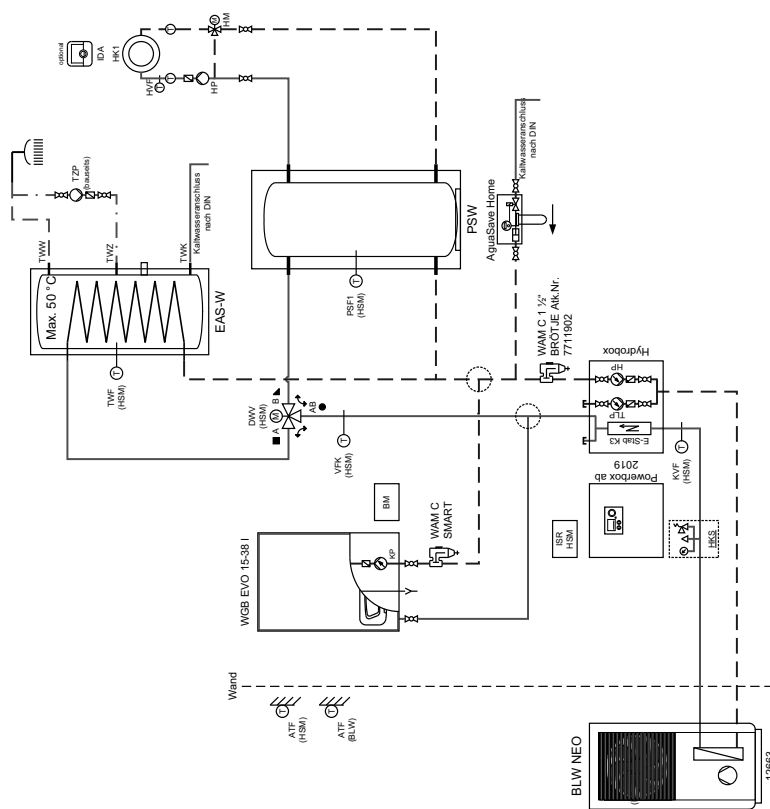 optional
IDA
HK1
T
M
HM
T
T
HVF
T
HP
TZP
(bauseits)
TWW
TWZ
TWK
Kaltwasseranschluss
nach DIN
Max. 50 °C
EAS-W
T
TWF
(HSM)
PSW
T
PSF1
(HSM)
Kaltwasseranschluss
nach DIN
AguaSave Home
WAM C 1 ½"
BRÖTJE Atk.Nr.
7711902
DWV
(HSM)
A
M
B
AB
T
VFK
(HSM)
Hydrobox
HP
TLP
E-Stab K3
T
KVF
(HSM)
Powerbox ab
2019
ISR
HSM
HKS
BM
WAM C
SMART
WGB EVO 15-38 I
KP
Wand
T
ATF
(HSM)
T
ATF
(BLW)
BLW NEO